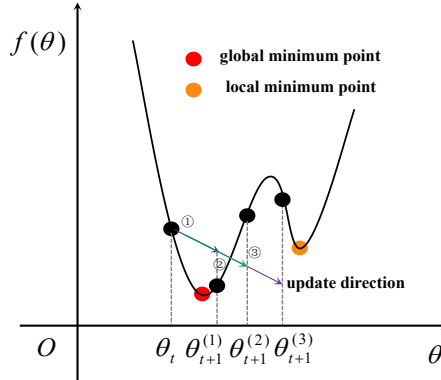 f(θ)
global minimum point
local minimum point
①
②
③
update direction
O
θ_t
θ_{t+1}^{(1)}
θ_{t+1}^{(2)}
θ_{t+1}^{(3)}
θ